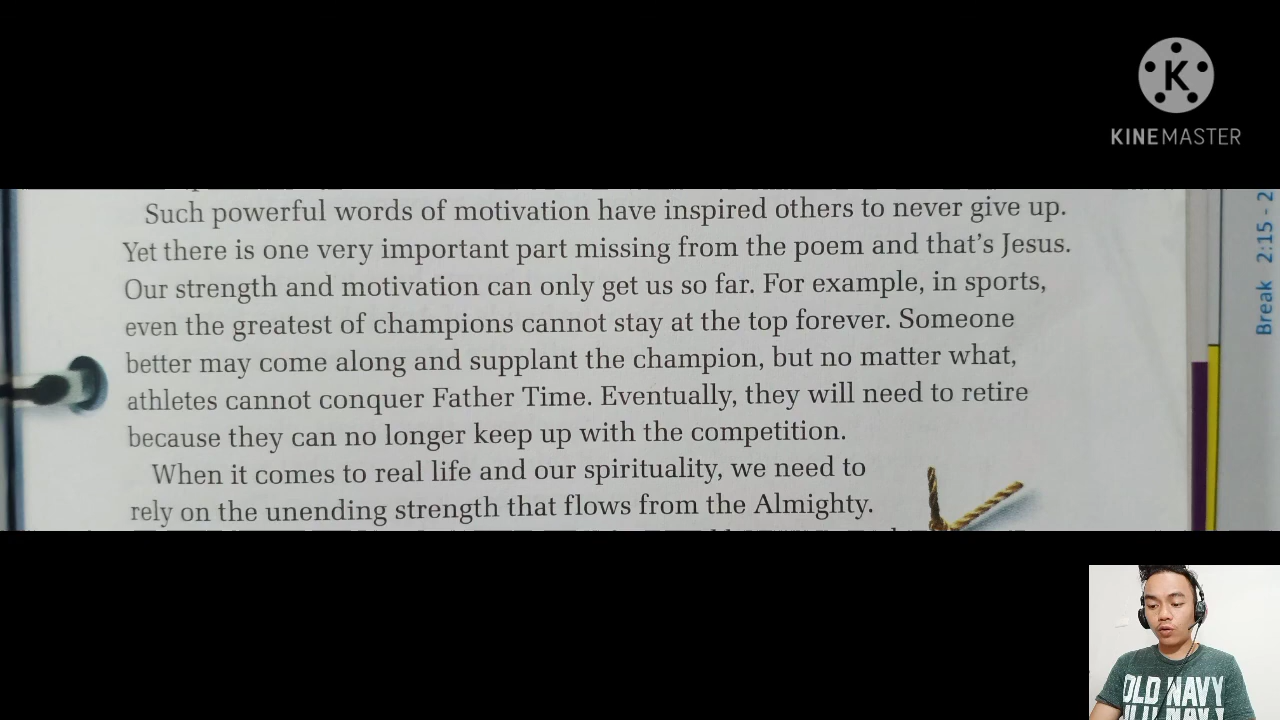 KINEMASTER
Such powerful words of motivation have inspired others to never give up.
Yet there is one very important part missing from the poem and that's Jesus.
Our strength and motivation can only get us so far. For example, in sports,
even the greatest of champions cannot stay at the top forever. Someone
better may come along and supplant the champion, but no matter what,
athletes cannot conquer Father Time. Eventually, they will need to retire
because they can no longer keep up with the competition.
When it comes to real life and our spirituality, we need to
rely on the unending strength that flows from the Almighty.
Break 2:15 - 2
OLD NAVY